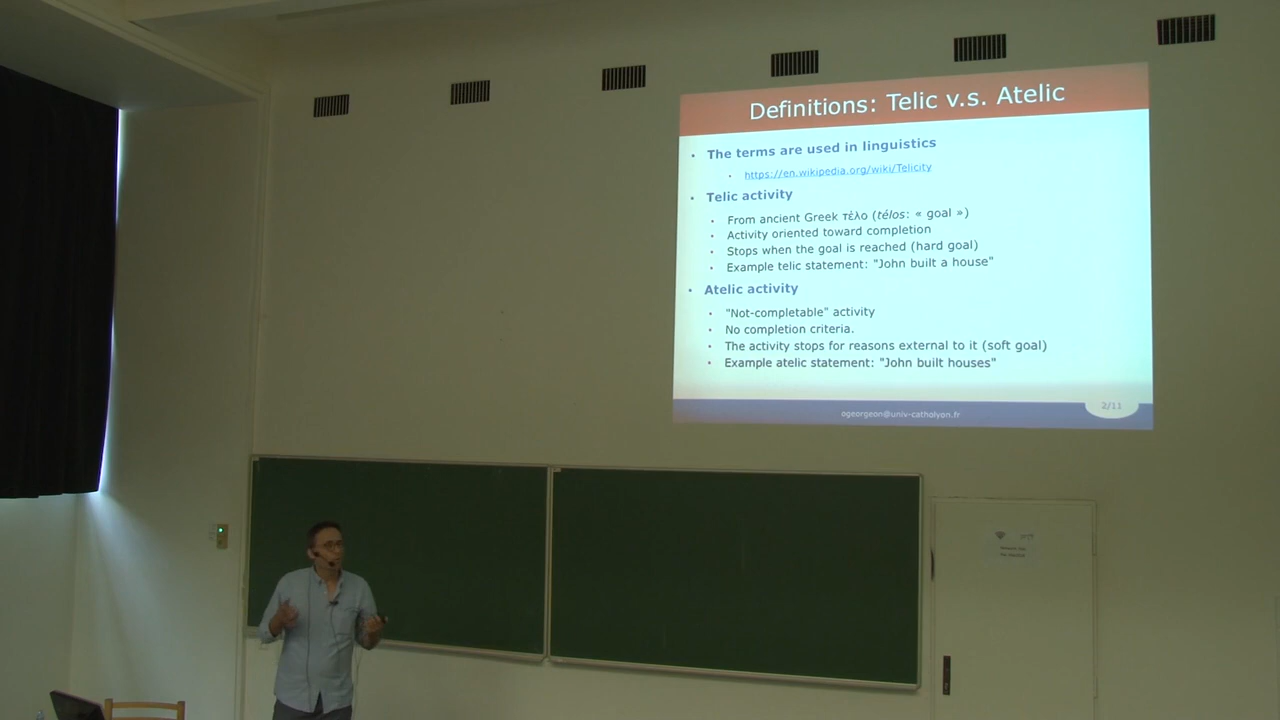 Definitions: Telic v.s. Atelic
• The terms are used in linguistics
• https://en.wikipedia.org/wiki/Telicity
• Telic activity
• From ancient Greek τέλο (télos: « goal »)
• Activity oriented toward completion
• Stops when the goal is reached (hard goal)
• Example telic statement: "John built a house"
• Atelic activity
• "Not-completable" activity
• No completion criteria.
• The activity stops for reasons external to it (soft goal)
• Example atelic statement: "John built houses"
ogeorgeon@univ-catholyon.fr
2/11